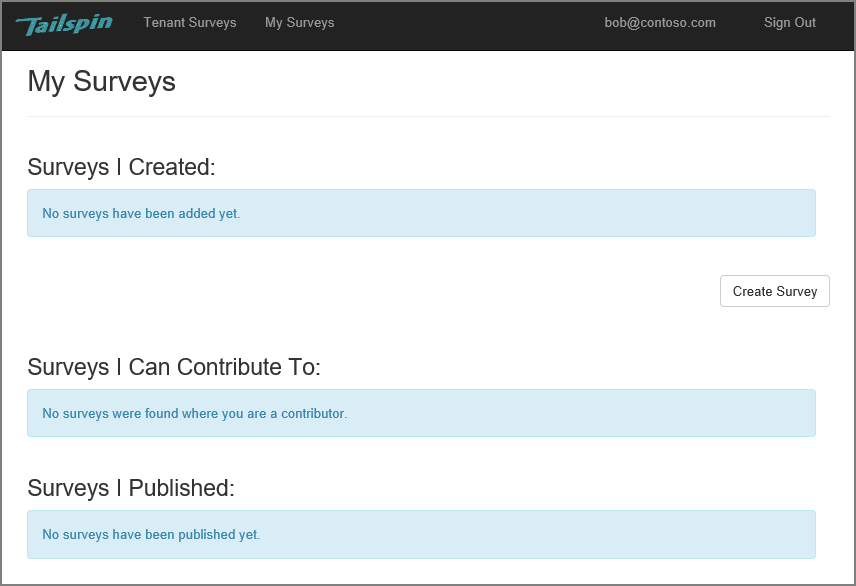 Tailspin Tenant Surveys My Surveys bob@contoso.com Sign Out
My Surveys
Surveys I Created:
No surveys have been added yet.
Create Survey
Surveys I Can Contribute To:
No surveys were found where you are a contributor.
Surveys I Published:
No surveys have been published yet.